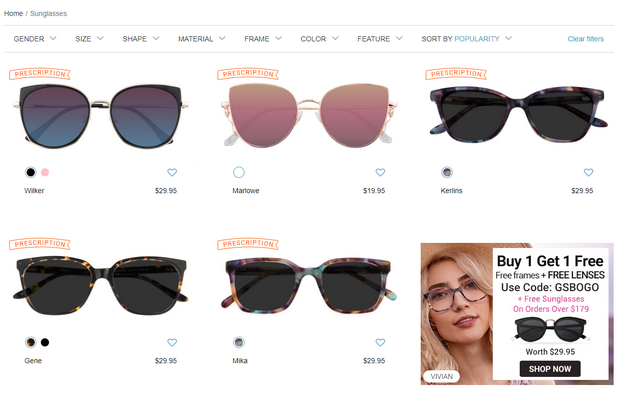 Home / Sunglasses
GENDER SIZE SHAPE MATERIAL FRAME COLOR FEATURE SORT BY POPULARITY Clear filters
PRESCRIPTION PRESCRIPTION PRESCRIPTION
Wilker $29.95 Marlowe $19.95 Kerlins $29.95
PRESCRIPTION PRESCRIPTION
Gene $29.95 Mika $29.95
Buy 1 Get 1 Free
Free frames + FREE LENSES
Use Code: GSBOGO
+ Free Sunglasses
On Orders Over $179
Worth $29.95
SHOP NOW
VIVIAN